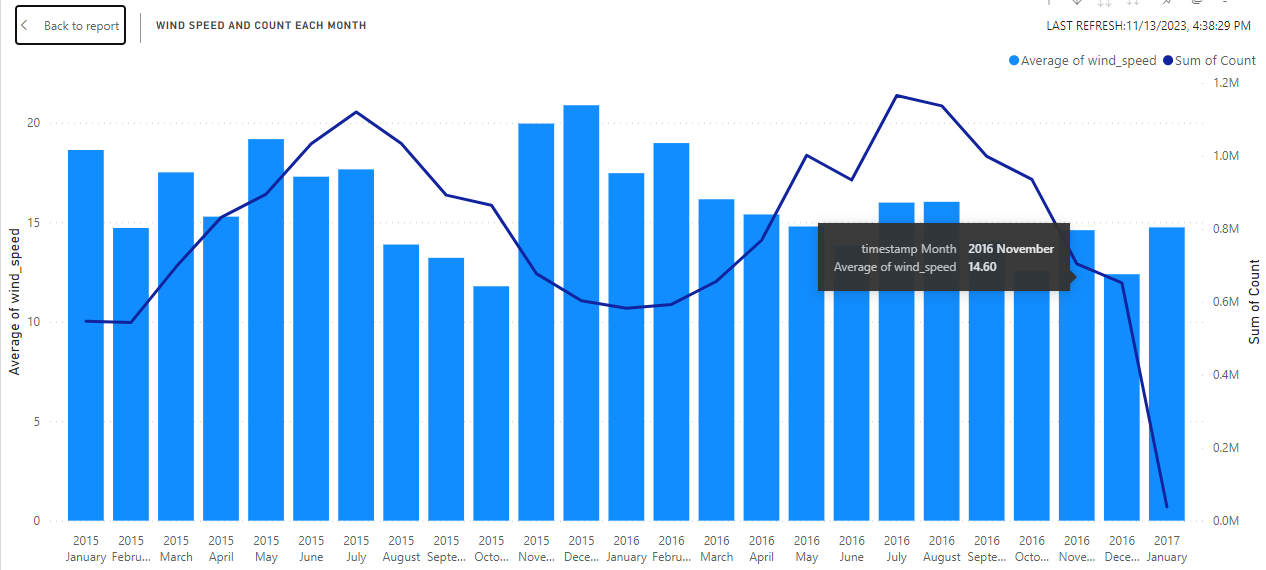 Back to report
WIND SPEED AND COUNT EACH MONTH
LAST REFRESH:11/13/2023, 4:38:29 PM
Average of wind_speed Sum of Count
Average of wind_speed
20
15
10
5
0
1.2M
1.0M
0.8M
0.6M
0.4M
0.2M
0.0M
Sum of Count
timestamp Month 2016 November
Average of wind_speed 14.60
2015 2015 2015 2015 2015 2015 2015 2015 2015 2015 2015 2015 2016 2016 2016 2016 2016 2016 2016 2016 2016 2016 2016 2016 2017
January Febru... March April May June July August Septe... Octo... Nove... Dece... January Febru... March April May June July August Septe... Octo... Nove... Dece... January